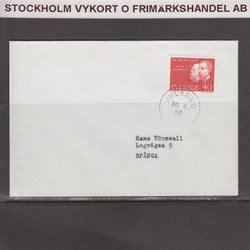 STOCKHOLM VYKORT O FRIMÄRKSHANDEL AB
SVERIGE 40
Hans Törnwall
Logvägen 9
SPÅNGA